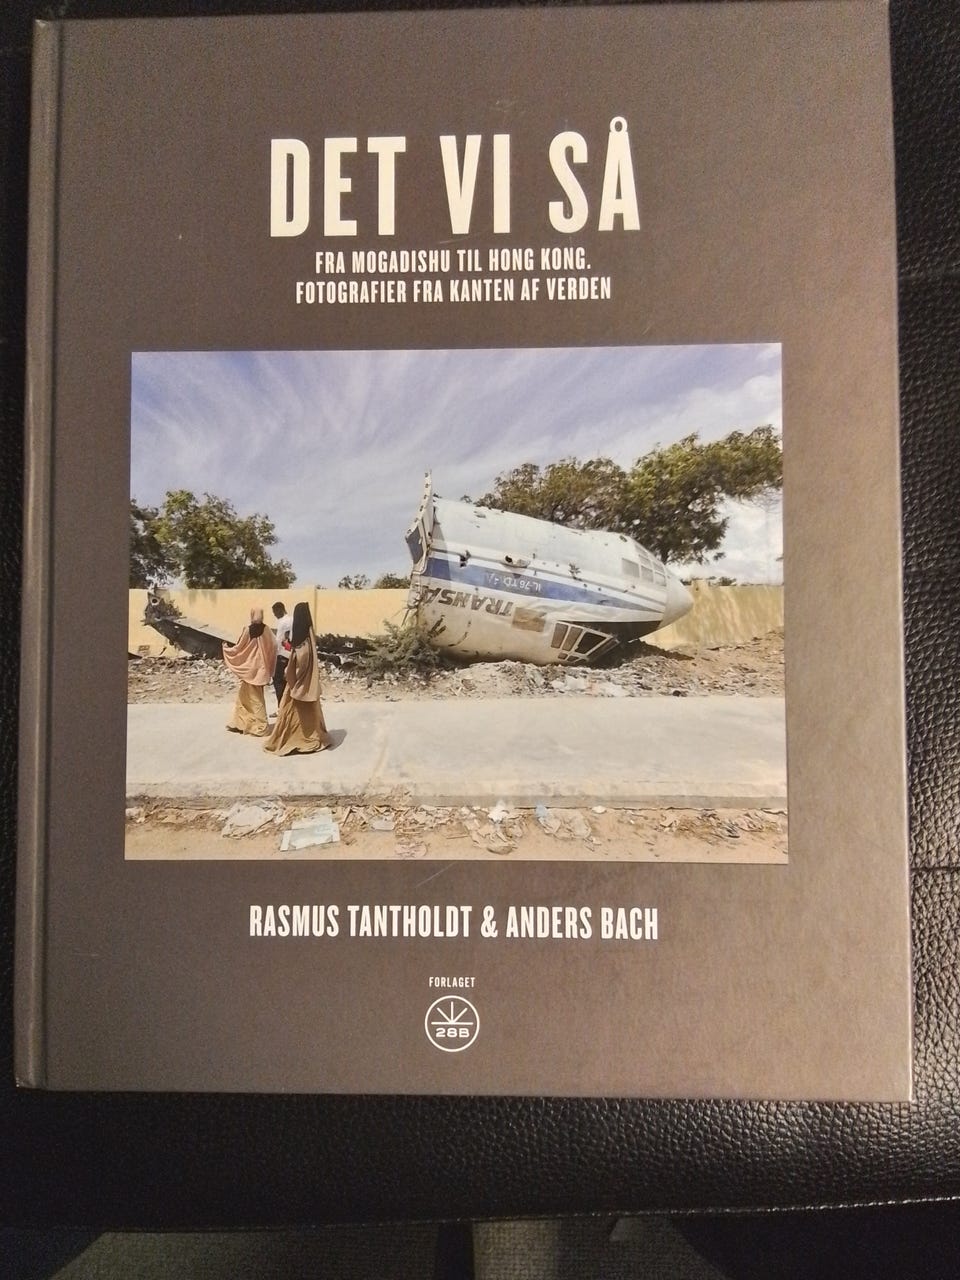 DET VI SÅ
FRA MOGADISHU TIL HONG KONG.
FOTOGRAFIER FRA KANTEN AF VERDEN
TRANSA
RASMUS TANTHOLDT & ANDERS BACH
FORLAGET
28B